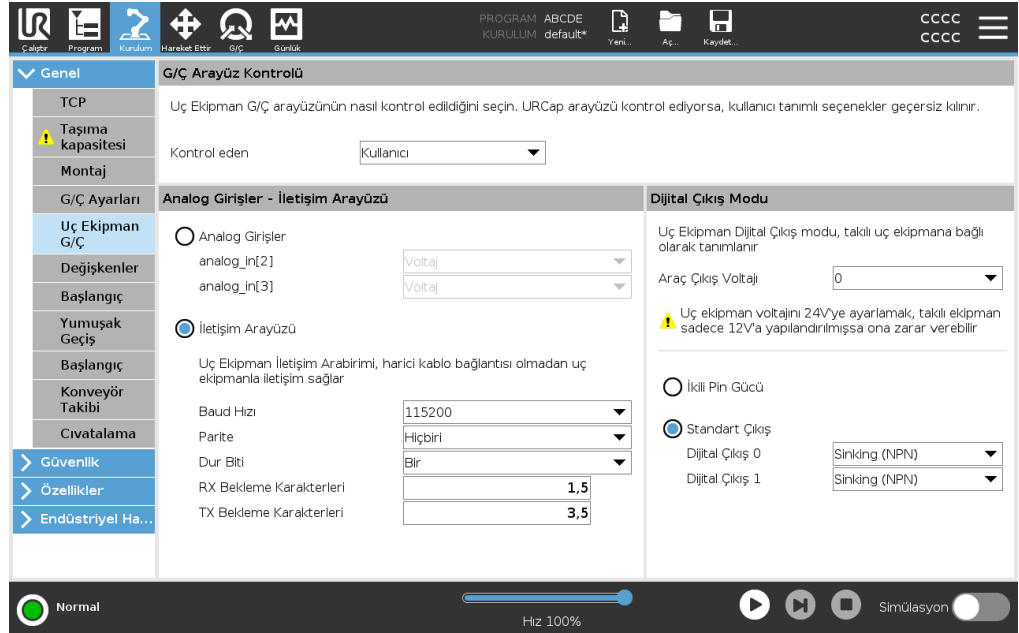 UR
PROGRAM ABCDE
KURULUM default*
CCCC
CCCC
Çalıştır
Program
Kurulum
Hareket Ettir
G/Ç
Günlük
Yeni...
Aç...
Kaydet...
Genel
TCP
Taşıma
kapasitesi
Montaj
G/Ç Ayarları
Uç Ekipman
G/Ç
Değişkenler
Başlangıç
Yumuşak
Geçiş
Başlangıç
Konveyör
Takibi
Cıvatalama
Güvenlik
Özellikler
Endüstriyel Ha...
G/Ç Arayüz Kontrolü
Uç Ekipman G/Ç arayüzünün nasıl kontrol edildiğini seçin. URCap arayüzü kontrol ediyorsa, kullanıcı tanımlı seçenekler geçersiz kılınır.
Kontrol eden
Kullanıcı
Analog Girişler - İletişim Arayüzü
Analog Girişler
analog_in[2]
Voltaj
analog_in[3]
Voltaj
İletişim Arayüzü
Uç Ekipman İletişim Arabirimi, harici kablo bağlantısı olmadan uç
ekipmanla iletişim sağlar
Baud Hızı
115200
Parite
Hiçbiri
Dur Biti
Bir
RX Bekleme Karakterleri
1,5
TX Bekleme Karakterleri
3,5
Dijital Çıkış Modu
Uç Ekipman Dijital Çıkış modu, takılı uç ekipmana bağlı
olarak tanımlanır
Araç Çıkış Voltajı
0
Uç ekipman voltajını 24V'ye ayarlamak, takılı ekipman
sadece 12V'a yapılandırılmışsa ona zarar verebilir
İkili Pin Gücü
Standart Çıkış
Dijital Çıkış 0
Sinking (NPN)
Dijital Çıkış 1
Sinking (NPN)
Normal
Hız 100%
Simülasyon